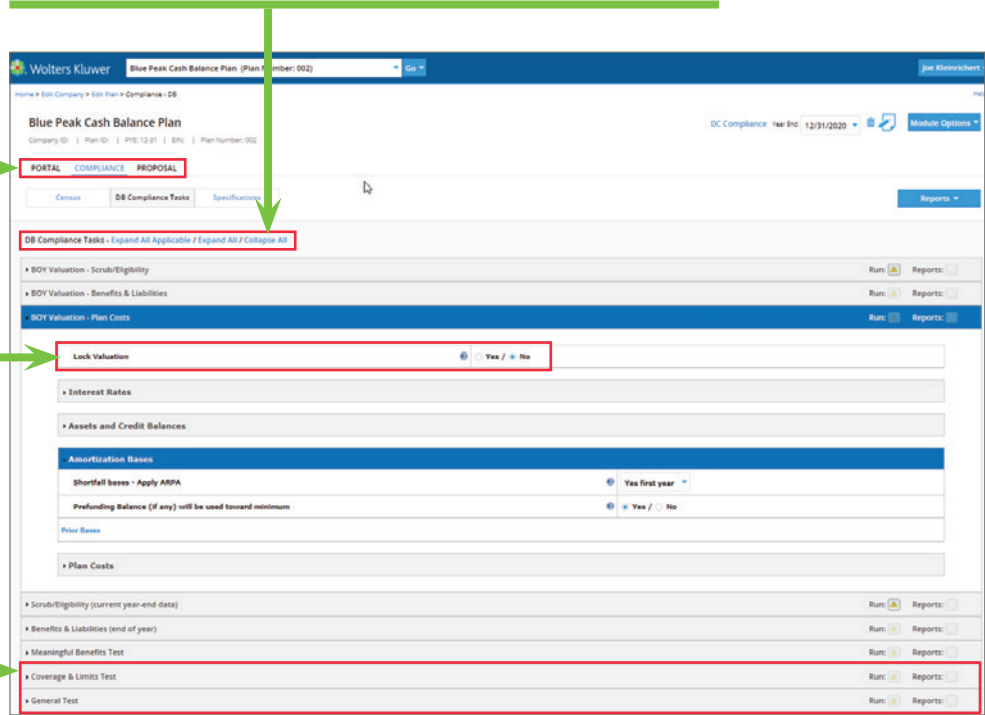 Wolters Kluwer Blue Peak Cash Balance Plan (Plan Number: 002) Go Joe Kleinrichert
Home > Edit Company > Edit Plan > Compliance - DB
Blue Peak Cash Balance Plan DC Compliance Year End: 12/31/2020 Module Options
Company ID: | Plan ID: | PYE: 12-31 | EIN: | Plan Number: 002
PORTAL COMPLIANCE PROPOSAL
Census DB Compliance Tasks Specifications Reports
DB Compliance Tasks - Expand All Applicable / Expand All / Collapse All
BOY Valuation - Scrub/Eligibility Run: Reports:
BOY Valuation - Benefits & Liabilities Run: Reports:
BOY Valuation - Plan Costs Run: Reports:
Lock Valuation Yes / No
Interest Rates
Assets and Credit Balances
Amortization Bases
Shortfall bases - Apply ARPA Yes first year
Prefunding Balance (if any) will be used toward minimum Yes / No
Prior Bases
Plan Costs
Scrub/Eligibility (current year-end data) Run: Reports:
Benefits & Liabilities (end of year) Run: Reports:
Meaningful Benefits Test Run: Reports:
Coverage & Limits Test Run: Reports:
General Test Run: Reports: